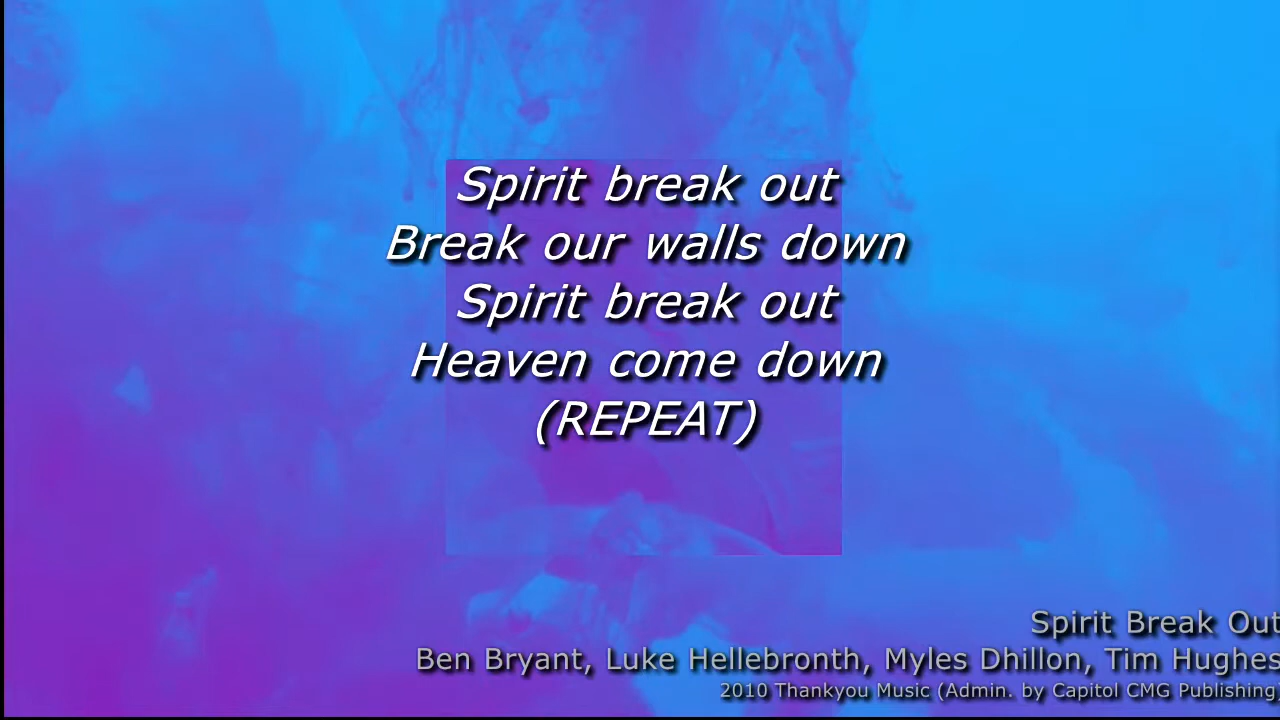 Spirit break out
Break our walls down
Spirit break out
Heaven come down
(REPEAT)
Spirit Break Out
Ben Bryant, Luke Hellebronth, Myles Dhillon, Tim Hughes
2010 Thankyou Music (Admin. by Capitol CMG Publishing)